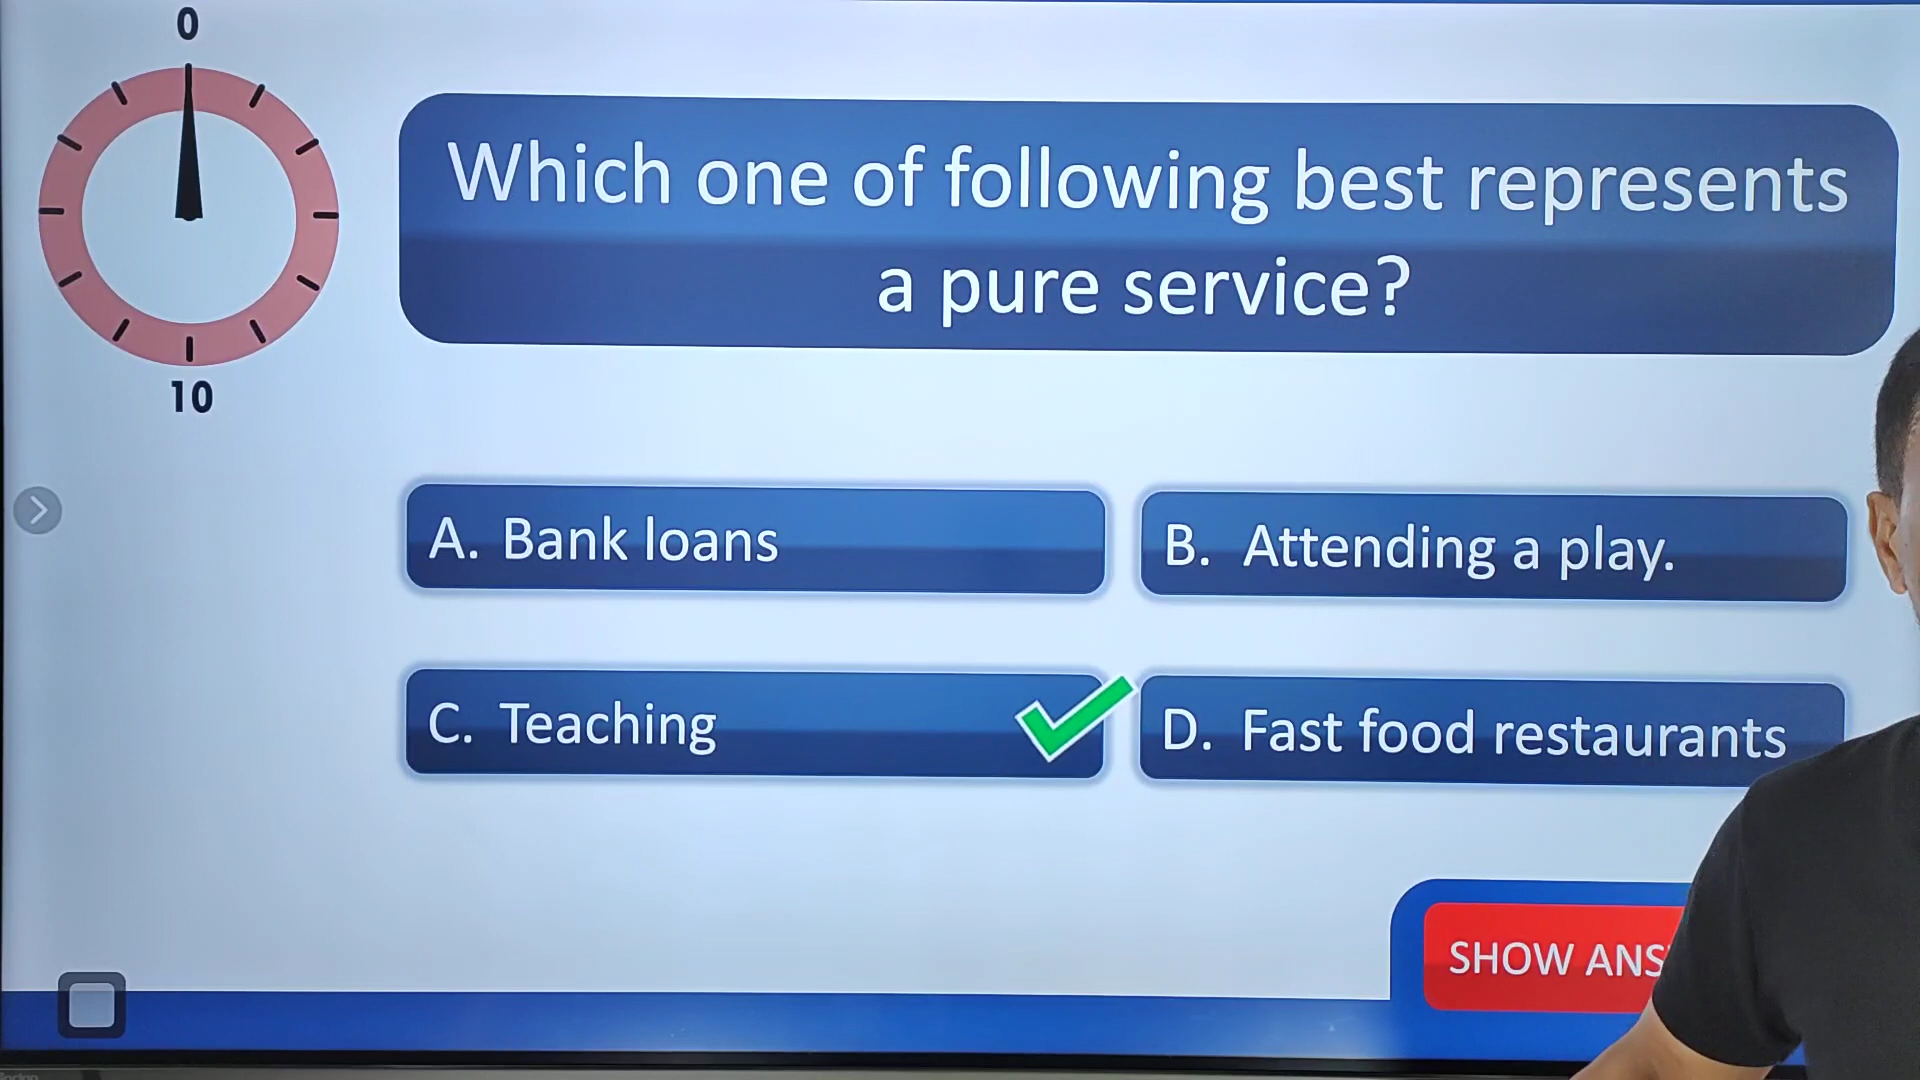 0
10
Which one of following best represents
a pure service?
A. Bank loans
B. Attending a play.
C. Teaching
D. Fast food restaurants
SHOW